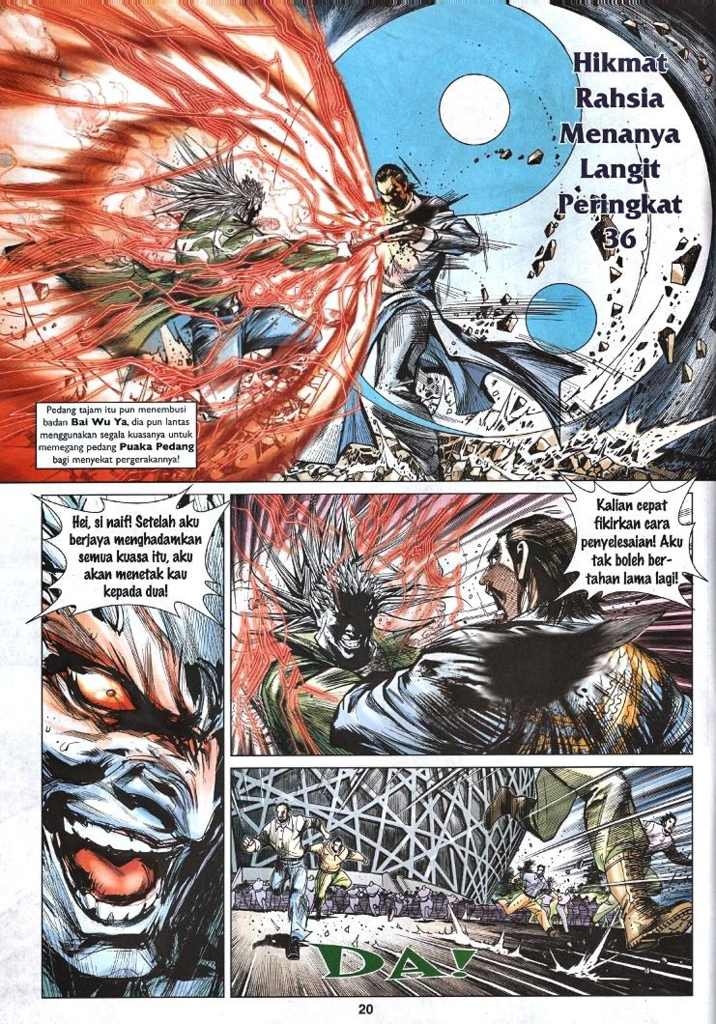 Hikmat
Rahsia
Menanya
Langit
Peringkat
36
Pedang tajam itu pun menembusi
badan Bai Wu Ya, dia pun lantas
menggunakan segala kuasanya untuk
memegang pedang Puaka Pedang
bagi menyekat pergerakannya!
Hei, si naif! Setelah aku
berjaya menghadamkan
semua kuasa itu, aku
akan menetak kau
kepada dua!
Kalian cepat
fikirkan cara
penyelesaian! Aku
tak boleh ber-
tahan lama lagi!
DA!
20